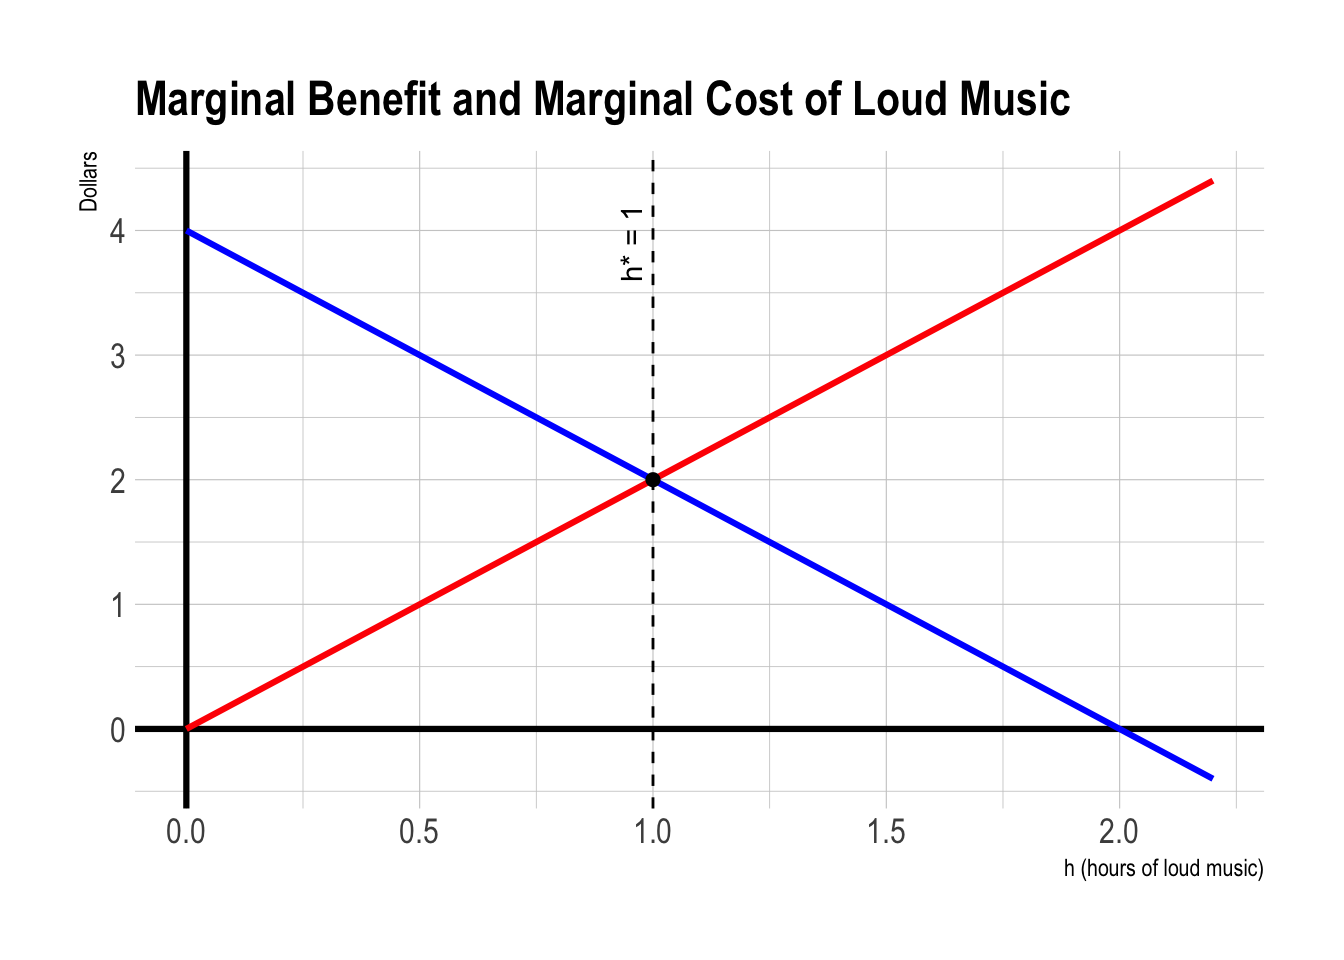 Marginal Benefit and Marginal Cost of Loud Music
Dollars
4
3
2
1
0
h* = 1
0.0 0.5 1.0 1.5 2.0
h (hours of loud music)